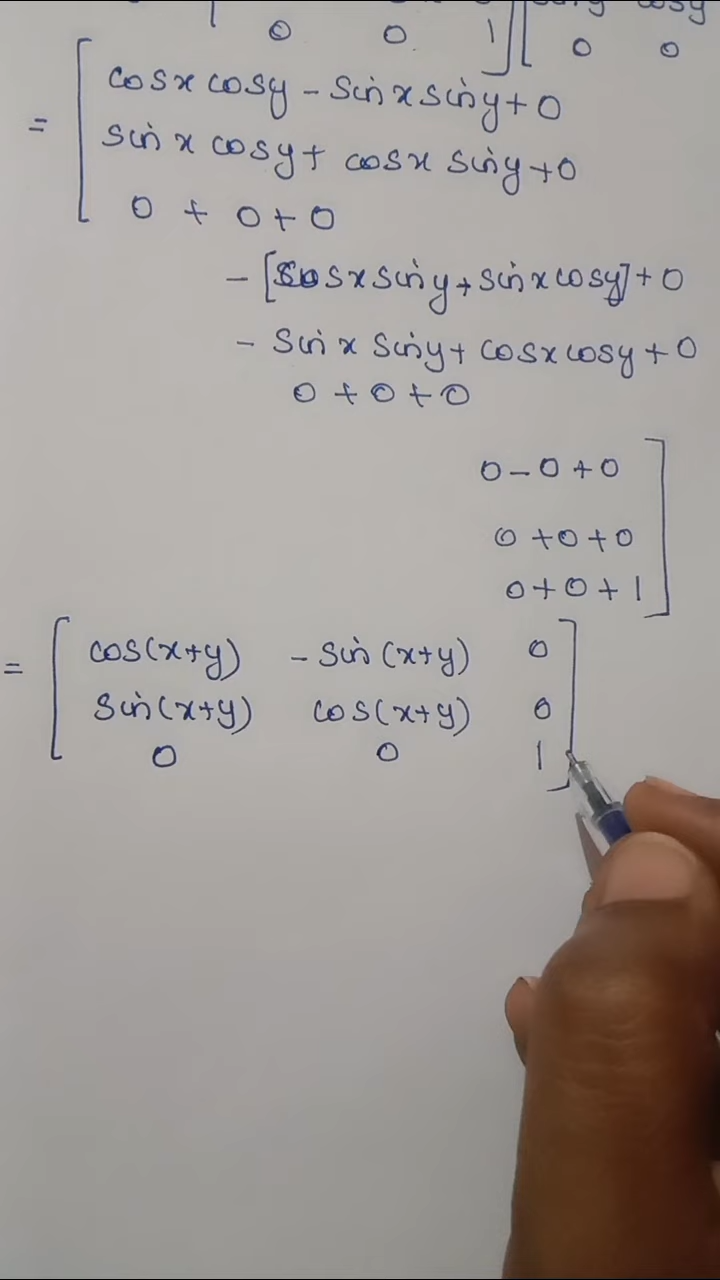 0 0 1 ] [ 0 0
= [ cosx cosy - sinx siny + 0
sin x cosy + cosx siny + 0
0 + 0 + 0
- [cosx siny + sinx cosy] + 0
- sinx siny + cosx cosy + 0
0 + 0 + 0
0 - 0 + 0 ]
0 + 0 + 0
0 + 0 + 1
= [ cos(x+y) - sin(x+y) 0 ]
sin(x+y) cos(x+y) 0
0 0 1